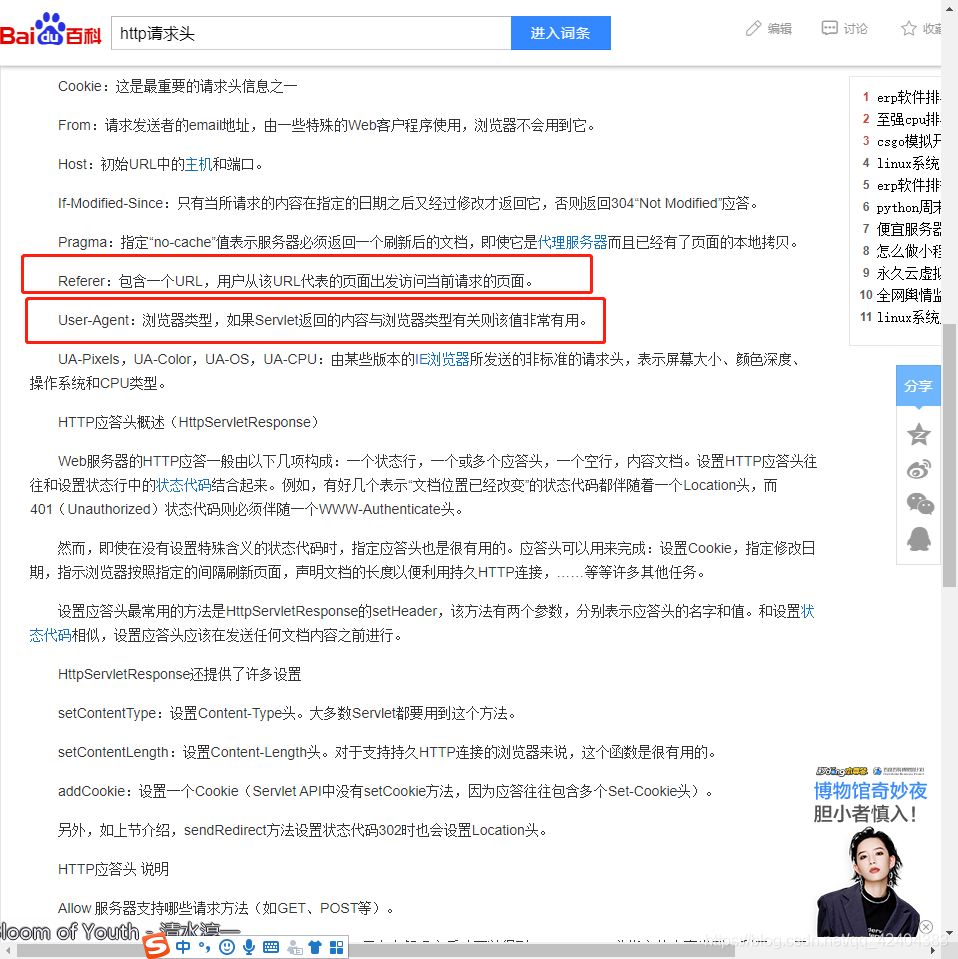 Bai du 百科
http请求头
进入词条
编辑
讨论
收藏
Cookie：这是最重要的请求头信息之一
From：请求发送者的email地址，由一些特殊的Web客户程序使用，浏览器不会用到它。
Host：初始URL中的主机和端口。
If-Modified-Since：只有当所请求的内容在指定的日期之后又经过修改才返回它，否则返回304“Not Modified”应答。
Pragma：指定“no-cache”值表示服务器必须返回一个刷新后的文档，即使它是代理服务器而且已经有了页面的本地拷贝。
Referer：包含一个URL，用户从该URL代表的页面出发访问当前请求的页面。
User-Agent：浏览器类型，如果Servlet返回的内容与浏览器类型有关则该值非常有用。
UA-Pixels，UA-Color，UA-OS，UA-CPU：由某些版本的IE浏览器所发送的非标准的请求头，表示屏幕大小、颜色深度、
操作系统和CPU类型。
HTTP应答头概述（HttpServletResponse）
Web服务器的HTTP应答一般由以下几项构成：一个状态行，一个或多个应答头，一个空行，内容文档。设置HTTP应答头往
往和设置状态行中的状态代码结合起来。例如，有好几个表示“文档位置已经改变”的状态代码都伴随着一个Location头，而
401（Unauthorized）状态代码则必须伴随一个WWW-Authenticate头。
然而，即使在没有设置特殊含义的状态代码时，指定应答头也是很有用的。应答头可以用来完成：设置Cookie，指定修改日
期，指示浏览器按照指定的间隔刷新页面，声明文档的长度以便利用持久HTTP连接，……等等许多其他任务。
设置应答头最常用的方法是HttpServletResponse的setHeader，该方法有两个参数，分别表示应答头的名字和值。和设置状
态代码相似，设置应答头应该在发送任何文档内容之前进行。
HttpServletResponse还提供了许多设置
setContentType：设置Content-Type头。大多数Servlet都要用到这个方法。
setContentLength：设置Content-Length头。对于支持持久HTTP连接的浏览器来说，这个函数是很有用的。
addCookie：设置一个Cookie（Servlet API中没有setCookie方法，因为应答往往包含多个Set-Cookie头）。
另外，如上节介绍，sendRedirect方法设置状态代码302时也会设置Location头。
HTTP应答头 说明
Allow 服务器支持哪些请求方法（如GET、POST等）。
1 erp软件排
2 至强cpu排
3 csgo模拟开
4 linux系统
5 erp软件排
6 python周末
7 便宜服务器
8 怎么做小程
9 永久云虚拟
10 全网舆情监
11 linux系统
分享
博物馆奇妙夜
胆小者慎入！
Bloom of Youth - 清水淳一
中
https://blog.csdn.net/qq_42404383